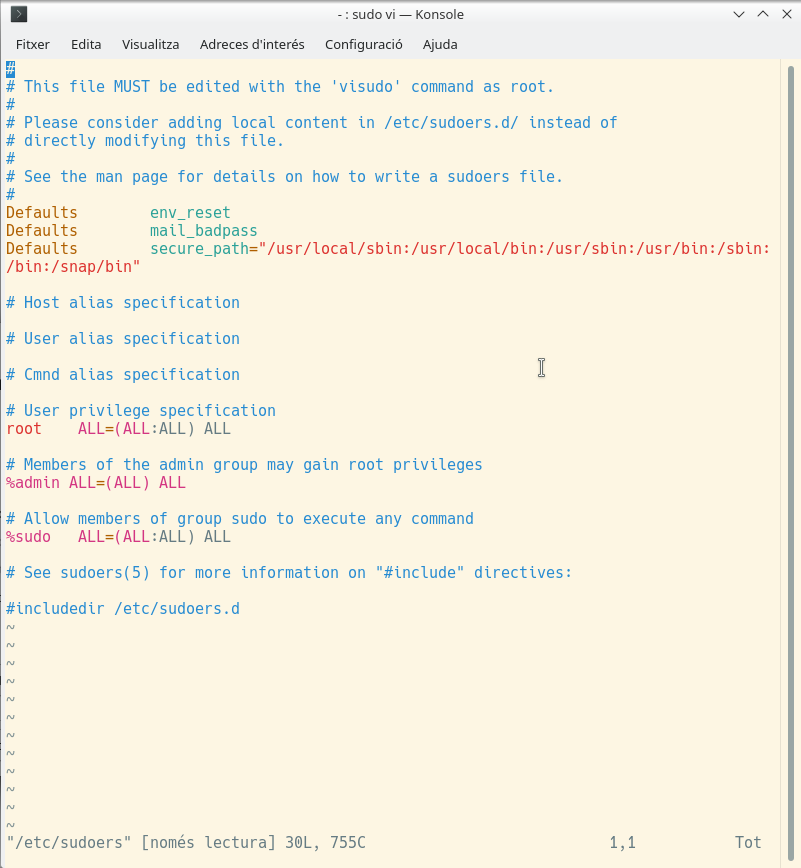 - : sudo vi — Konsole
Fitxer Edita Visualitza Adreces d'interés Configuració Ajuda
#
# This file MUST be edited with the 'visudo' command as root.
#
# Please consider adding local content in /etc/sudoers.d/ instead of
# directly modifying this file.
#
# See the man page for details on how to write a sudoers file.
#
Defaults        env_reset
Defaults        mail_badpass
Defaults        secure_path="/usr/local/sbin:/usr/local/bin:/usr/sbin:/usr/bin:/sbin:
/bin:/snap/bin"
# Host alias specification
# User alias specification
# Cmnd alias specification
# User privilege specification
root    ALL=(ALL:ALL) ALL
# Members of the admin group may gain root privileges
%admin ALL=(ALL) ALL
# Allow members of group sudo to execute any command
%sudo   ALL=(ALL:ALL) ALL
# See sudoers(5) for more information on "#include" directives:
#includedir /etc/sudoers.d
~
~
~
~
~
~
~
~
~
~
~
~
"/etc/sudoers" [només lectura] 30L, 755C 1,1 Tot